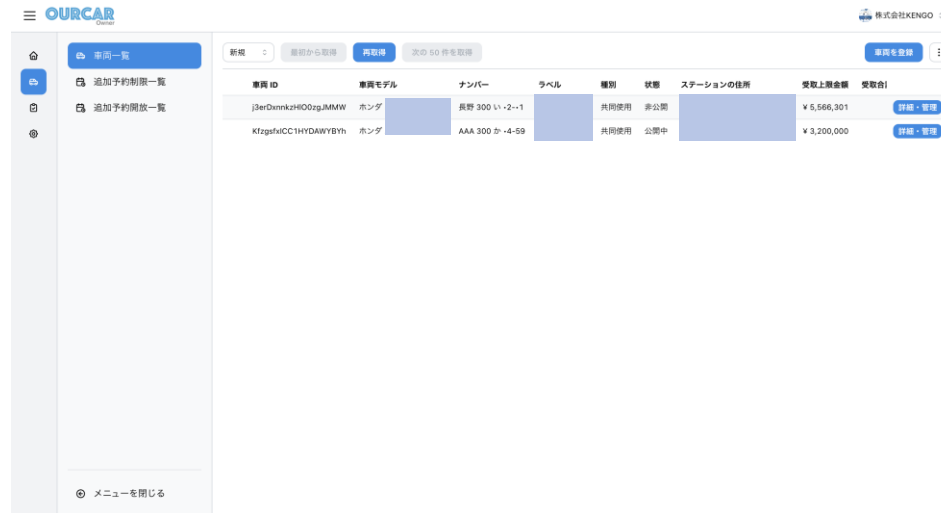 OURCAR
Owner
株式会社KENGO
車両一覧
追加予約制限一覧
追加予約開放一覧
メニューを閉じる
新規 最初から取得 再取得 次の 50 件を取得 車両を登録
車両 ID 車両モデル ナンバー ラベル 種別 状態 ステーションの住所 受取上限金額 受取合計
j3erDxnnkzHlO0zgJMMW ホンダ 長野 300 い ・2-・1 共同使用 非公開 ¥ 5,566,301 詳細・管理
KfzgsfxlCC1HYDAWYBYh ホンダ AAA 300 か ・4-59 共同使用 公開中 ¥ 3,200,000 詳細・管理